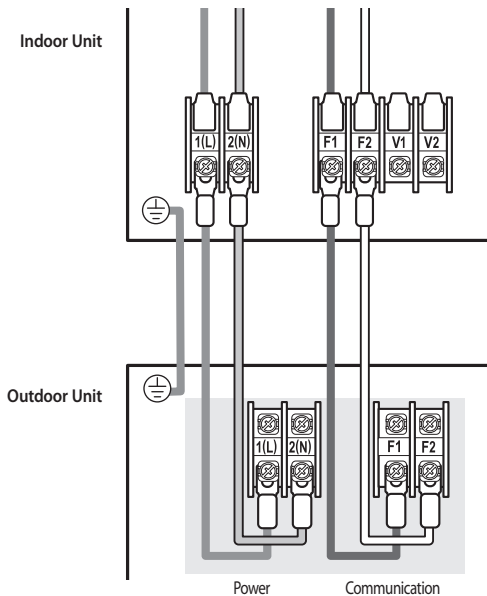 Indoor Unit
1(L) 2(N) F1 F2 V1 V2
Outdoor Unit
1(L) 2(N) F1 F2
Power Communication